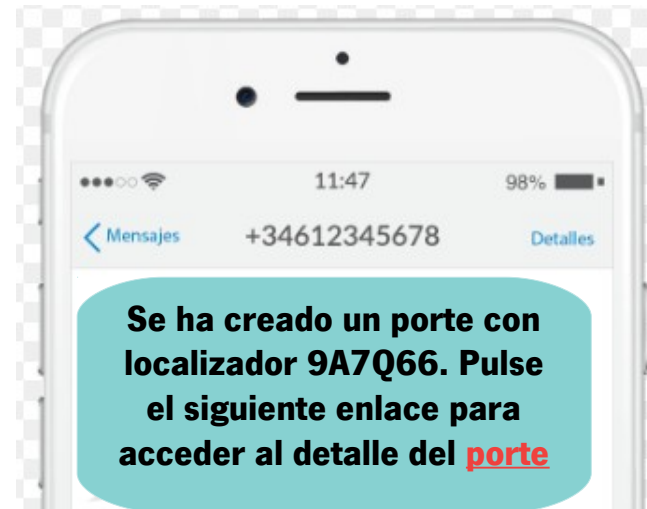 11:47
98%
Mensajes
+34612345678
Detalles
Se ha creado un porte con
localizador 9A7Q66. Pulse
el siguiente enlace para
acceder al detalle del porte